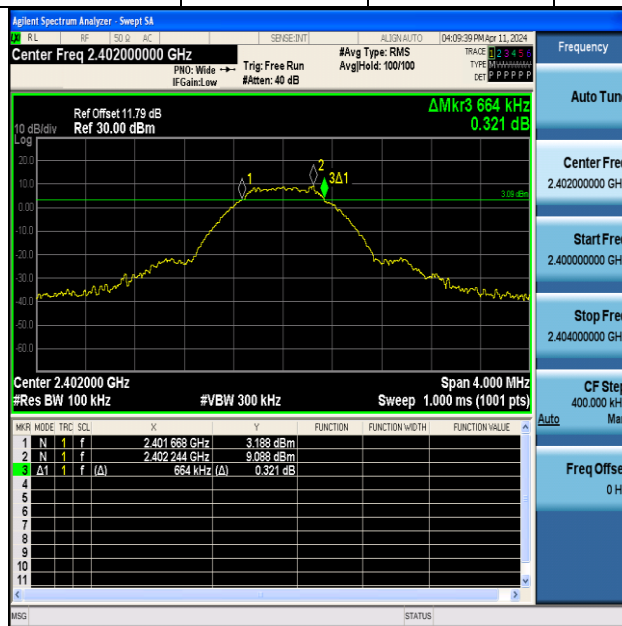 Agilent Spectrum Analyzer - Swept SA
RL RF 50 Ω AC SENSE:INT ALIGN AUTO 04:09:39 PM Apr 11, 2024
Center Freq 2.402000000 GHz #Avg Type: RMS TRACE 1 2 3 4 5 6
PNO: Wide Trig: Free Run Avg|Hold: 100/100 TYPE M
IFGain:Low #Atten: 40 dB DET P P P P P P
Ref Offset 11.79 dB ΔMkr3 664 kHz
10 dB/div Ref 30.00 dBm 0.321 dB
Log
20.0
10.0
0.00
-10.0
-20.0
-30.0
-40.0
-50.0
-60.0
1
2
3Δ1
3.09 dBm
Center 2.402000 GHz Span 4.000 MHz
#Res BW 100 kHz #VBW 300 kHz Sweep 1.000 ms (1001 pts)
MKR MODE TRC SCL X Y FUNCTION FUNCTION WIDTH FUNCTION VALUE
1 N 1 f 2.401 668 GHz 3.188 dBm
2 N 1 f 2.402 244 GHz 9.088 dBm
3 Δ1 1 f (Δ) 664 kHz (Δ) 0.321 dB
4
5
6
7
8
9
10
11
MSG STATUS
Frequency
Auto Tun
Center Fre
2.402000000 GH
Start Fre
2.400000000 GH
Stop Fre
2.404000000 GH
CF Step
400.000 kH
Auto Ma
Freq Offse
0 H